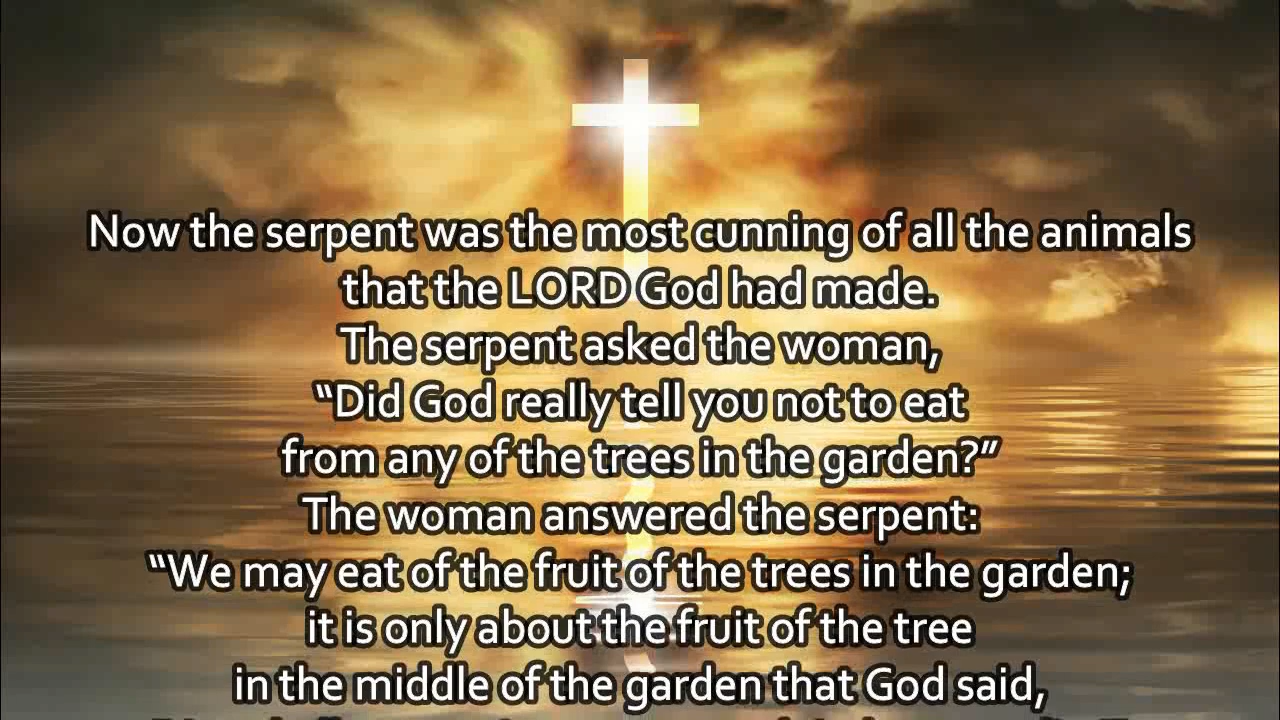 Now the serpent was the most cunning of all the animals
that the LORD God had made.
The serpent asked the woman,
“Did God really tell you not to eat
from any of the trees in the garden?”
The woman answered the serpent:
“We may eat of the fruit of the trees in the garden;
it is only about the fruit of the tree
in the middle of the garden that God said,